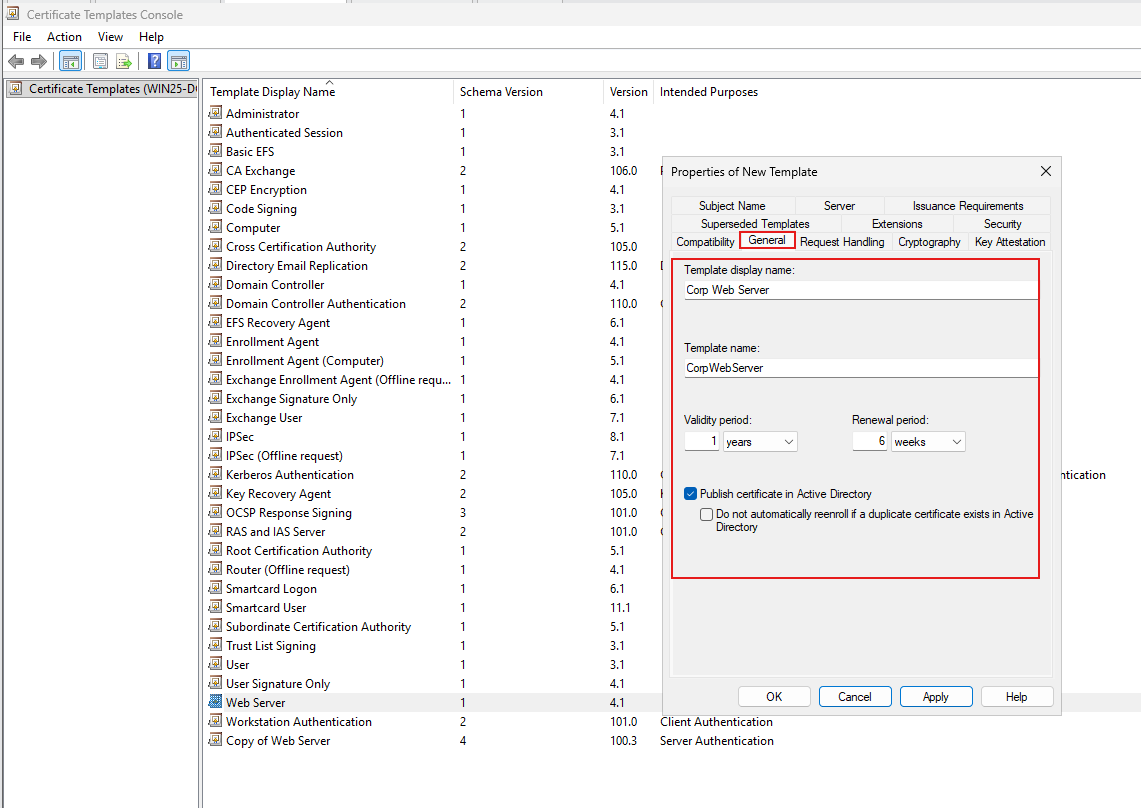 Certificate Templates Console
File Action View Help
Certificate Templates (WIN25-D
Template Display Name Schema Version Version Intended Purposes
Administrator 1 4.1
Authenticated Session 1 3.1
Basic EFS 1 3.1
CA Exchange 2 106.0
CEP Encryption 1 4.1
Code Signing 1 3.1
Computer 1 5.1
Cross Certification Authority 2 105.0
Directory Email Replication 2 115.0
Domain Controller 1 4.1
Domain Controller Authentication 2 110.0
EFS Recovery Agent 1 6.1
Enrollment Agent 1 4.1
Enrollment Agent (Computer) 1 5.1
Exchange Enrollment Agent (Offline requ... 1 4.1
Exchange Signature Only 1 6.1
Exchange User 1 7.1
IPSec 1 8.1
IPSec (Offline request) 1 7.1
Kerberos Authentication 2 110.0 ntication
Key Recovery Agent 2 105.0
OCSP Response Signing 3 101.0
RAS and IAS Server 2 101.0
Root Certification Authority 1 5.1
Router (Offline request) 1 4.1
Smartcard Logon 1 6.1
Smartcard User 1 11.1
Subordinate Certification Authority 1 5.1
Trust List Signing 1 3.1
User 1 3.1
User Signature Only 1 4.1
Web Server 1 4.1
Workstation Authentication 2 101.0 Client Authentication
Copy of Web Server 4 100.3 Server Authentication
Properties of New Template
Subject Name Server Issuance Requirements
Superseded Templates Extensions Security
Compatibility General Request Handling Cryptography Key Attestation
Template display name:
Corp Web Server
Template name:
CorpWebServer
Validity period: Renewal period:
1 years 6 weeks
Publish certificate in Active Directory
Do not automatically reenroll if a duplicate certificate exists in Active
Directory
OK Cancel Apply Help